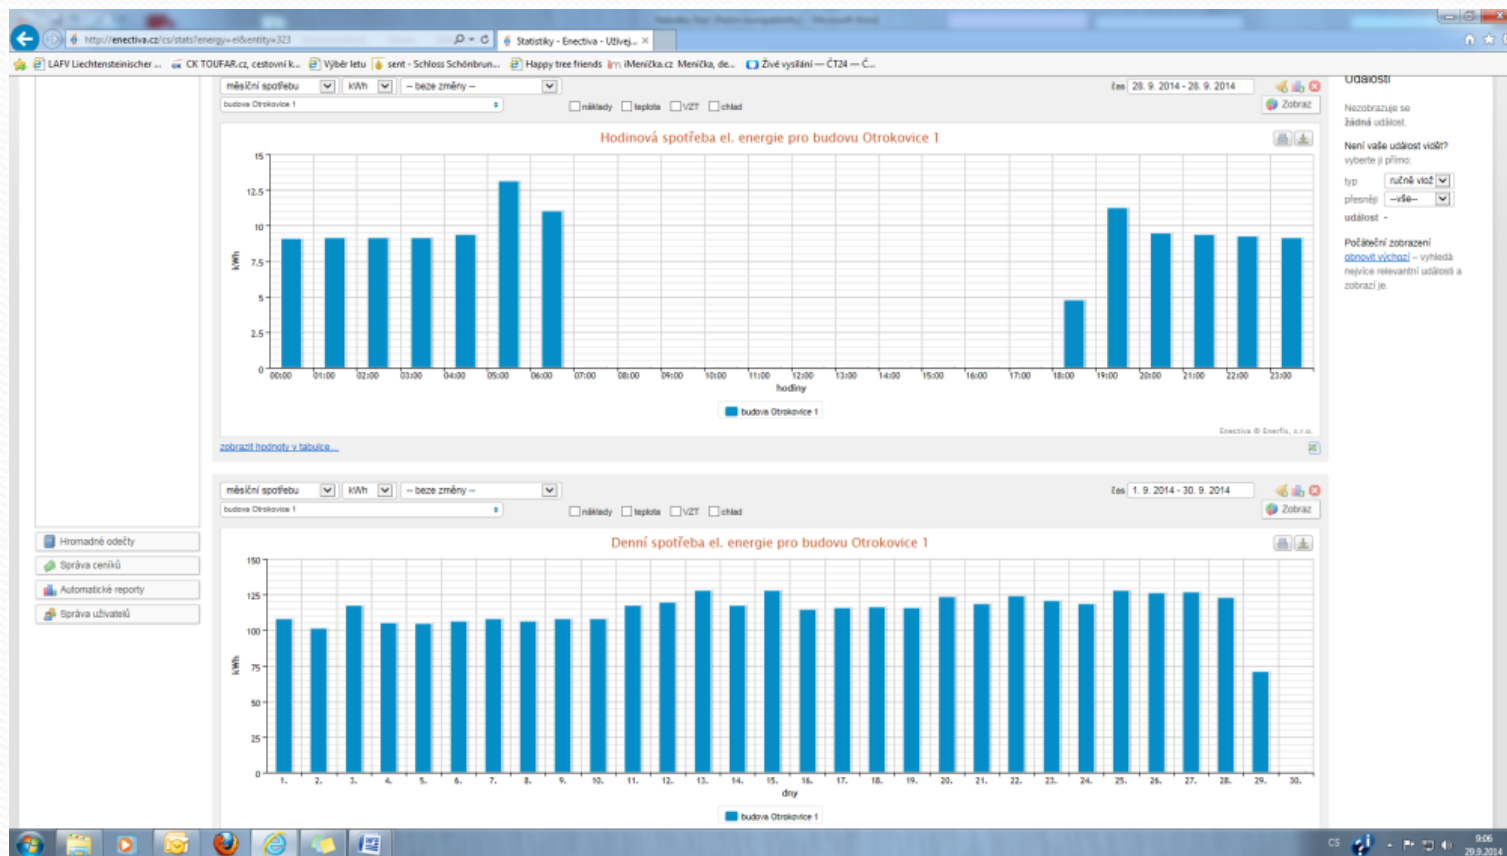 http://enectiva.cz/cs/stats?energy=el&entity=323
Statistiky - Enectiva - Uživej...
LAFV Liechtensteinischer ...
CK TOUFAR.cz, cestovní k...
Výběr letu
sent - Schloss Schönbrun...
Happy tree friends
iMeníčka.cz Meníčka, de...
Živé vysílání — ČT24 — Č...
měsíční spotřebu kWh -- beze změny -- čas 28. 9. 2014 - 28. 9. 2014
budova Otrokovice 1 náklady teplota VZT chlad Zobraz
Hodinová spotřeba el. energie pro budovu Otrokovice 1
15
12.5
10
7.5
5
2.5
0
kWh
00:00 01:00 02:00 03:00 04:00 05:00 06:00 07:00 08:00 09:00 10:00 11:00 12:00 13:00 14:00 15:00 16:00 17:00 18:00 19:00 20:00 21:00 22:00 23:00
hodiny
budova Otrokovice 1
Enectiva © Enerfis, s.r.o.
zobrazit hodnoty v tabulce...
Události
Nezobrazuje se
žádná událost.
Není vaše událost vidět?
vyberte ji přímo:
typ ručně vlož
přesněji --vše--
událost -
Počáteční zobrazení
obnovit výchozí – vyhledá
nejvíce relevantní události a
zobrazí je.
Hromadné odečty
Správa ceníků
Automatické reporty
Správa uživatelů
měsíční spotřebu kWh -- beze změny -- čas 1. 9. 2014 - 30. 9. 2014
budova Otrokovice 1 náklady teplota VZT chlad Zobraz
Denní spotřeba el. energie pro budovu Otrokovice 1
150
125
100
75
50
25
0
kWh
1. 2. 3. 4. 5. 6. 7. 8. 9. 10. 11. 12. 13. 14. 15. 16. 17. 18. 19. 20. 21. 22. 23. 24. 25. 26. 27. 28. 29. 30.
dny
budova Otrokovice 1
CS
9:06
29.9.2014